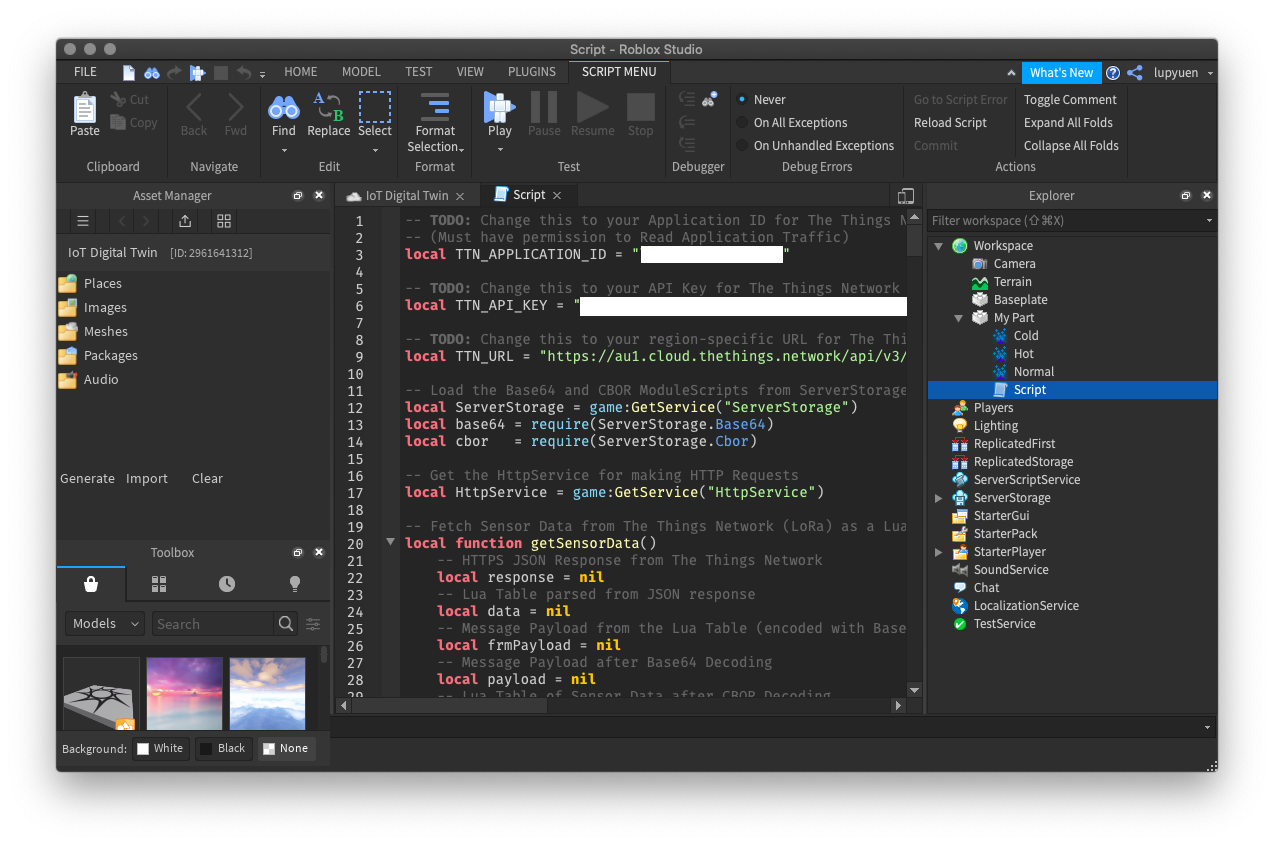 Script - Roblox Studio
FILE HOME MODEL TEST VIEW PLUGINS SCRIPT MENU What's New lupyuen
Paste Cut Copy
Clipboard
Back Fwd
Navigate
Find Replace Select
Edit
Format Selection
Format
Play Pause Resume Stop
Test
Debugger
Never
On All Exceptions
On Unhandled Exceptions
Debug Errors
Go to Script Error
Reload Script
Commit
Toggle Comment
Expand All Folds
Collapse All Folds
Actions
Asset Manager
IoT Digital Twin [ID: 2961641312]
Places
Images
Meshes
Packages
Audio
Generate Import Clear
Toolbox
Models Search
Background: White Black None
IoT Digital Twin Script
1 -- TODO: Change this to your Application ID for The Things N
2 -- (Must have permission to Read Application Traffic)
3 local TTN_APPLICATION_ID = " "
4
5 -- TODO: Change this to your API Key for The Things Network
6 local TTN_API_KEY = "
7
8 -- TODO: Change this to your region-specific URL for The Thi
9 local TTN_URL = "https://au1.cloud.thethings.network/api/v3/
10
11 -- Load the Base64 and CBOR ModuleScripts from ServerStorage
12 local ServerStorage = game:GetService("ServerStorage")
13 local base64 = require(ServerStorage.Base64)
14 local cbor   = require(ServerStorage.Cbor)
15
16 -- Get the HttpService for making HTTP Requests
17 local HttpService = game:GetService("HttpService")
18
19 -- Fetch Sensor Data from The Things Network (LoRa) as a Lua
20 local function getSensorData()
21 -- HTTPS JSON Response from The Things Network
22 local response = nil
23 -- Lua Table parsed from JSON response
24 local data = nil
25 -- Message Payload from the Lua Table (encoded with Base
26 local frmPayload = nil
27 -- Message Payload after Base64 Decoding
28 local payload = nil
29 -- Lua Table of Sensor Data after CBOR Decoding
Explorer
Filter workspace (⇧⌘X)
Workspace
Camera
Terrain
Baseplate
My Part
Cold
Hot
Normal
Script
Players
Lighting
ReplicatedFirst
ReplicatedStorage
ServerScriptService
ServerStorage
StarterGui
StarterPack
StarterPlayer
SoundService
Chat
LocalizationService
TestService